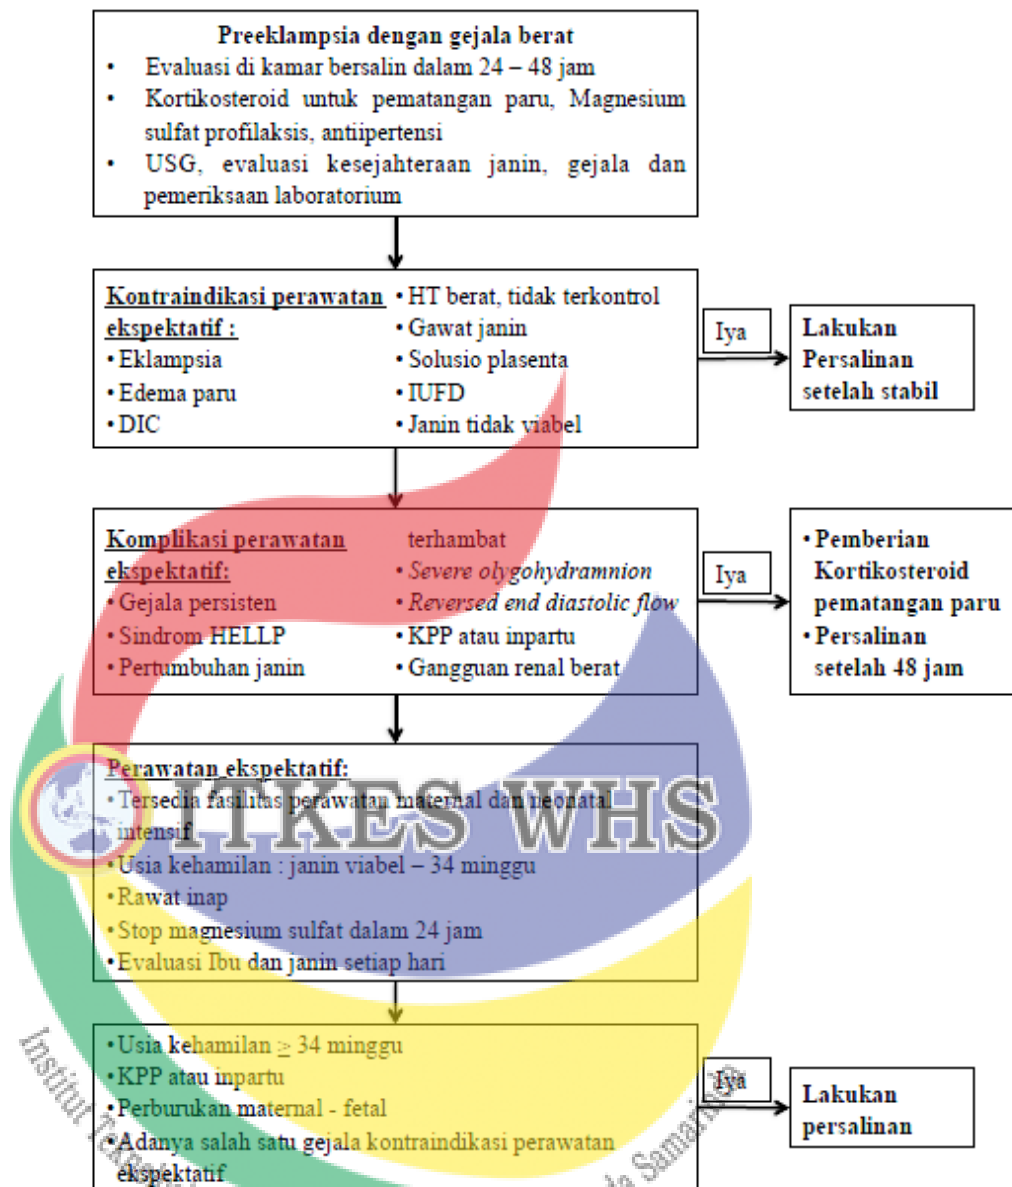 Preeklampsia dengan gejala berat
• Evaluasi di kamar bersalin dalam 24 – 48 jam
• Kortikosteroid untuk pematangan paru, Magnesium
sulfat profilaksis, antiipertensi
• USG, evaluasi kesejahteraan janin, gejala dan
pemeriksaan laboratorium
Kontraindikasi perawatan
ekspektatif :
• Eklampsia
• Edema paru
• DIC
• HT berat, tidak terkontrol
• Gawat janin
• Solusio plasenta
• IUFD
• Janin tidak viabel
Iya
Lakukan
Persalinan
setelah stabil
Komplikasi perawatan
ekspektatif:
• Gejala persisten
• Sindrom HELLP
• Pertumbuhan janin
terhambat
• Severe olygohydramnion
• Reversed end diastolic flow
• KPP atau inpartu
• Gangguan renal berat
Iya
• Pemberian
Kortikosteroid
pematangan paru
• Persalinan
setelah 48 jam
Perawatan ekspektatif:
• Tersedia fasilitas perawatan maternal dan neonatal
intensif
• Usia kehamilan : janin viabel – 34 minggu
• Rawat inap
• Stop magnesium sulfat dalam 24 jam
• Evaluasi Ibu dan janin setiap hari
ITKES WHS
• Usia kehamilan ≥ 34 minggu
• KPP atau inpartu
• Perburukan maternal - fetal
• Adanya salah satu gejala kontraindikasi perawatan
ekspektatif
Iya
Lakukan
persalinan
Institut